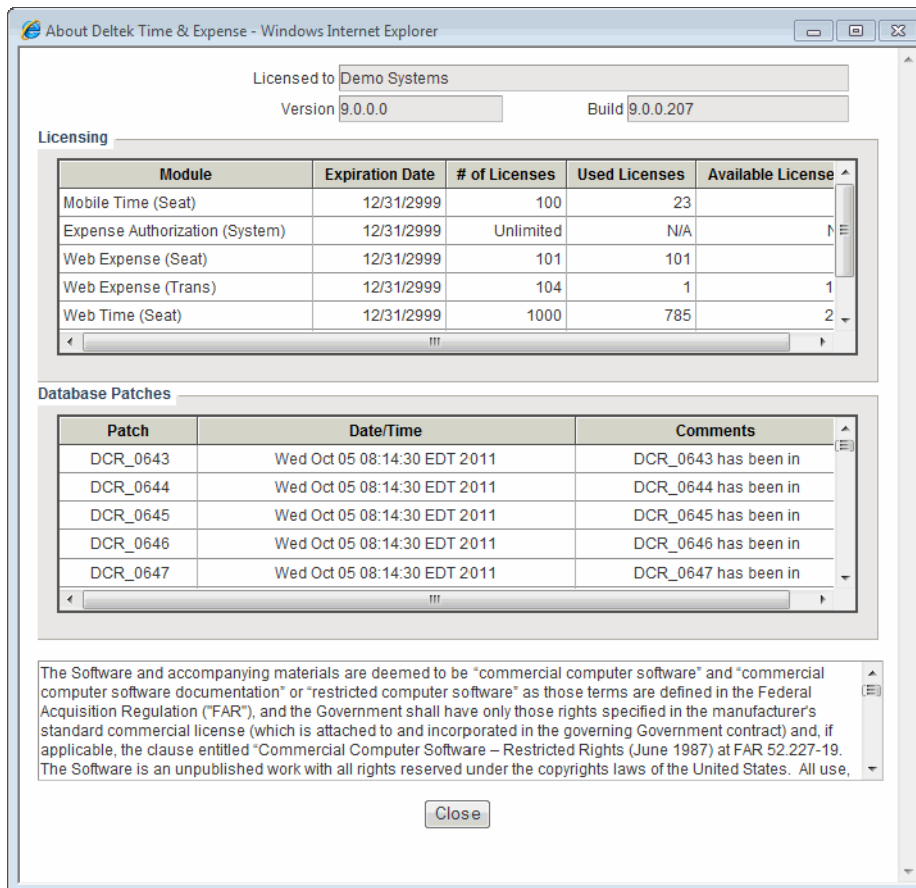 About Deltek Time & Expense - Windows Internet Explorer
Licensed to Demo Systems
Version 9.0.0.0 Build 9.0.0.207
Licensing
Module Expiration Date # of Licenses Used Licenses Available License
Mobile Time (Seat) 12/31/2999 100 23
Expense Authorization (System) 12/31/2999 Unlimited N/A N
Web Expense (Seat) 12/31/2999 101 101
Web Expense (Trans) 12/31/2999 104 1 1
Web Time (Seat) 12/31/2999 1000 785 2
Database Patches
Patch Date/Time Comments
DCR_0643 Wed Oct 05 08:14:30 EDT 2011 DCR_0643 has been in
DCR_0644 Wed Oct 05 08:14:30 EDT 2011 DCR_0644 has been in
DCR_0645 Wed Oct 05 08:14:30 EDT 2011 DCR_0645 has been in
DCR_0646 Wed Oct 05 08:14:30 EDT 2011 DCR_0646 has been in
DCR_0647 Wed Oct 05 08:14:30 EDT 2011 DCR_0647 has been in
The Software and accompanying materials are deemed to be “commercial computer software” and “commercial
computer software documentation” or “restricted computer software” as those terms are defined in the Federal
Acquisition Regulation ("FAR"), and the Government shall have only those rights specified in the manufacturer's
standard commercial license (which is attached to and incorporated in the governing Government contract) and, if
applicable, the clause entitled “Commercial Computer Software – Restricted Rights (June 1987) at FAR 52.227-19.
The Software is an unpublished work with all rights reserved under the copyrights laws of the United States. All use,
Close